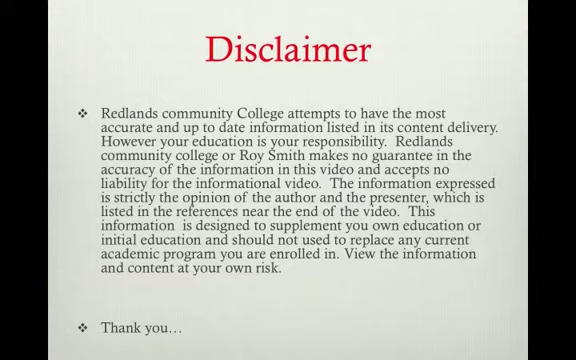 Disclaimer
❖ Redlands community College attempts to have the most
accurate and up to date information listed in its content delivery.
However your education is your responsibility.  Redlands
community college or Roy Smith makes no guarantee in the
accuracy of the information in this video and accepts no
liability for the informational video.  The information expressed
is strictly the opinion of the author and the presenter, which is
listed in the references near the end of the video.  This
information  is designed to supplement you own education or
initial education and should not used to replace any current
academic program you are enrolled in. View the information
and content at your own risk.
❖ Thank you…